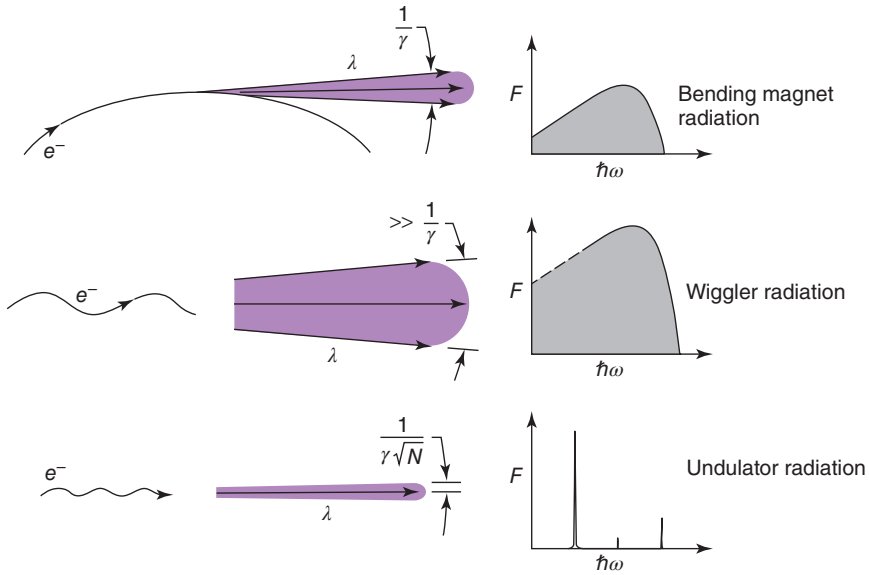 1
γ
λ
e⁻
F
ħω
Bending magnet
radiation
>> 1
γ
e⁻
λ
F
ħω
Wiggler radiation
1
γ√N
e⁻
λ
F
ħω
Undulator radiation